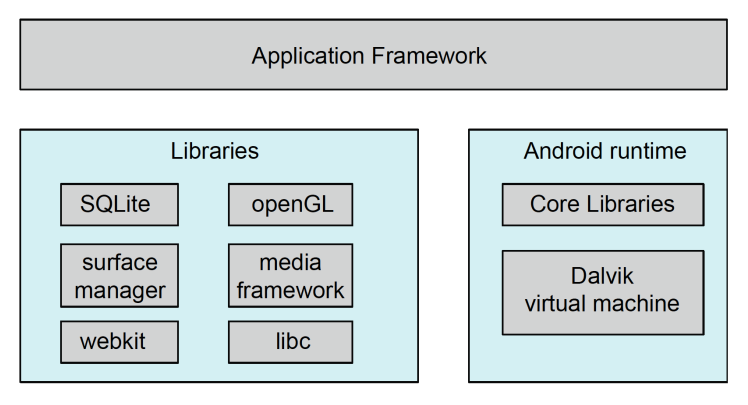 Application Framework
Libraries
SQLite
openGL
surface
manager
media
framework
webkit
libc
Android runtime
Core Libraries
Dalvik
virtual machine